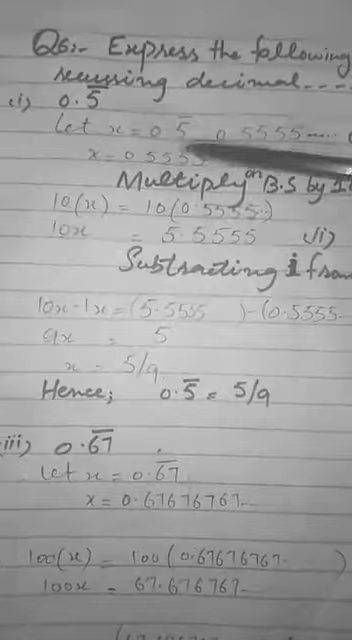 Q6:- Express the following
recurring decimal....
(i) 0.5̅
Let x = 0.5̅ 0.5555....
x = 0.5555
Multiply on B.S by
10(x) = 10(0.5555.)
10x = 5.5555 (ii)
Subtracting i from
10x-1x = (5.5555 )-(0.5555.
9x = 5
x = 5/9
Hence; 0.5̅ = 5/9
iii) 0.6̅7̅
Let x = 0.6̅7̅
x = 0.67676767...
100(x) = 100(0.67676767. )
100x = 67.676767...